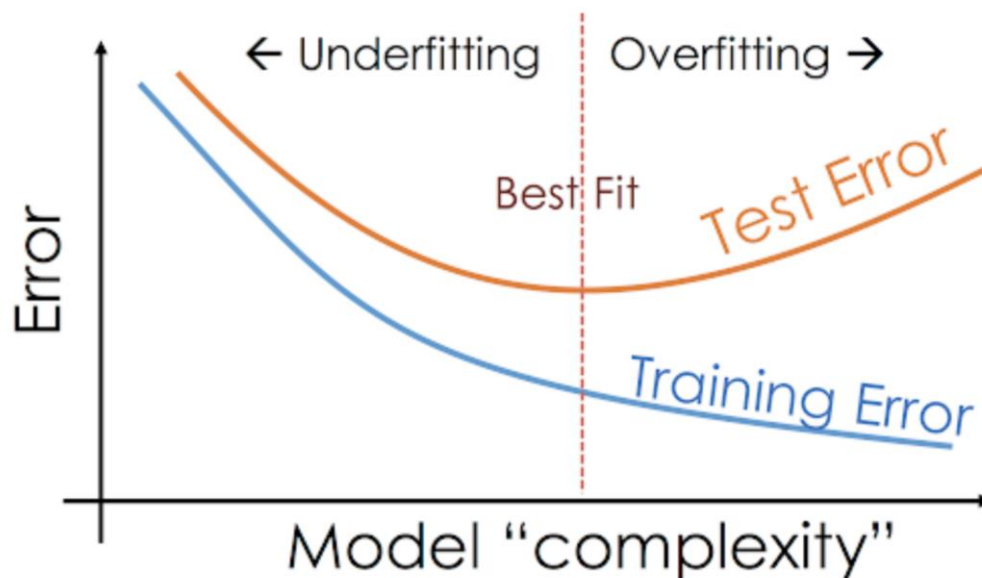 ← Underfitting
Overfitting →
Best Fit
Test Error
Training Error
Error
Model “complexity”